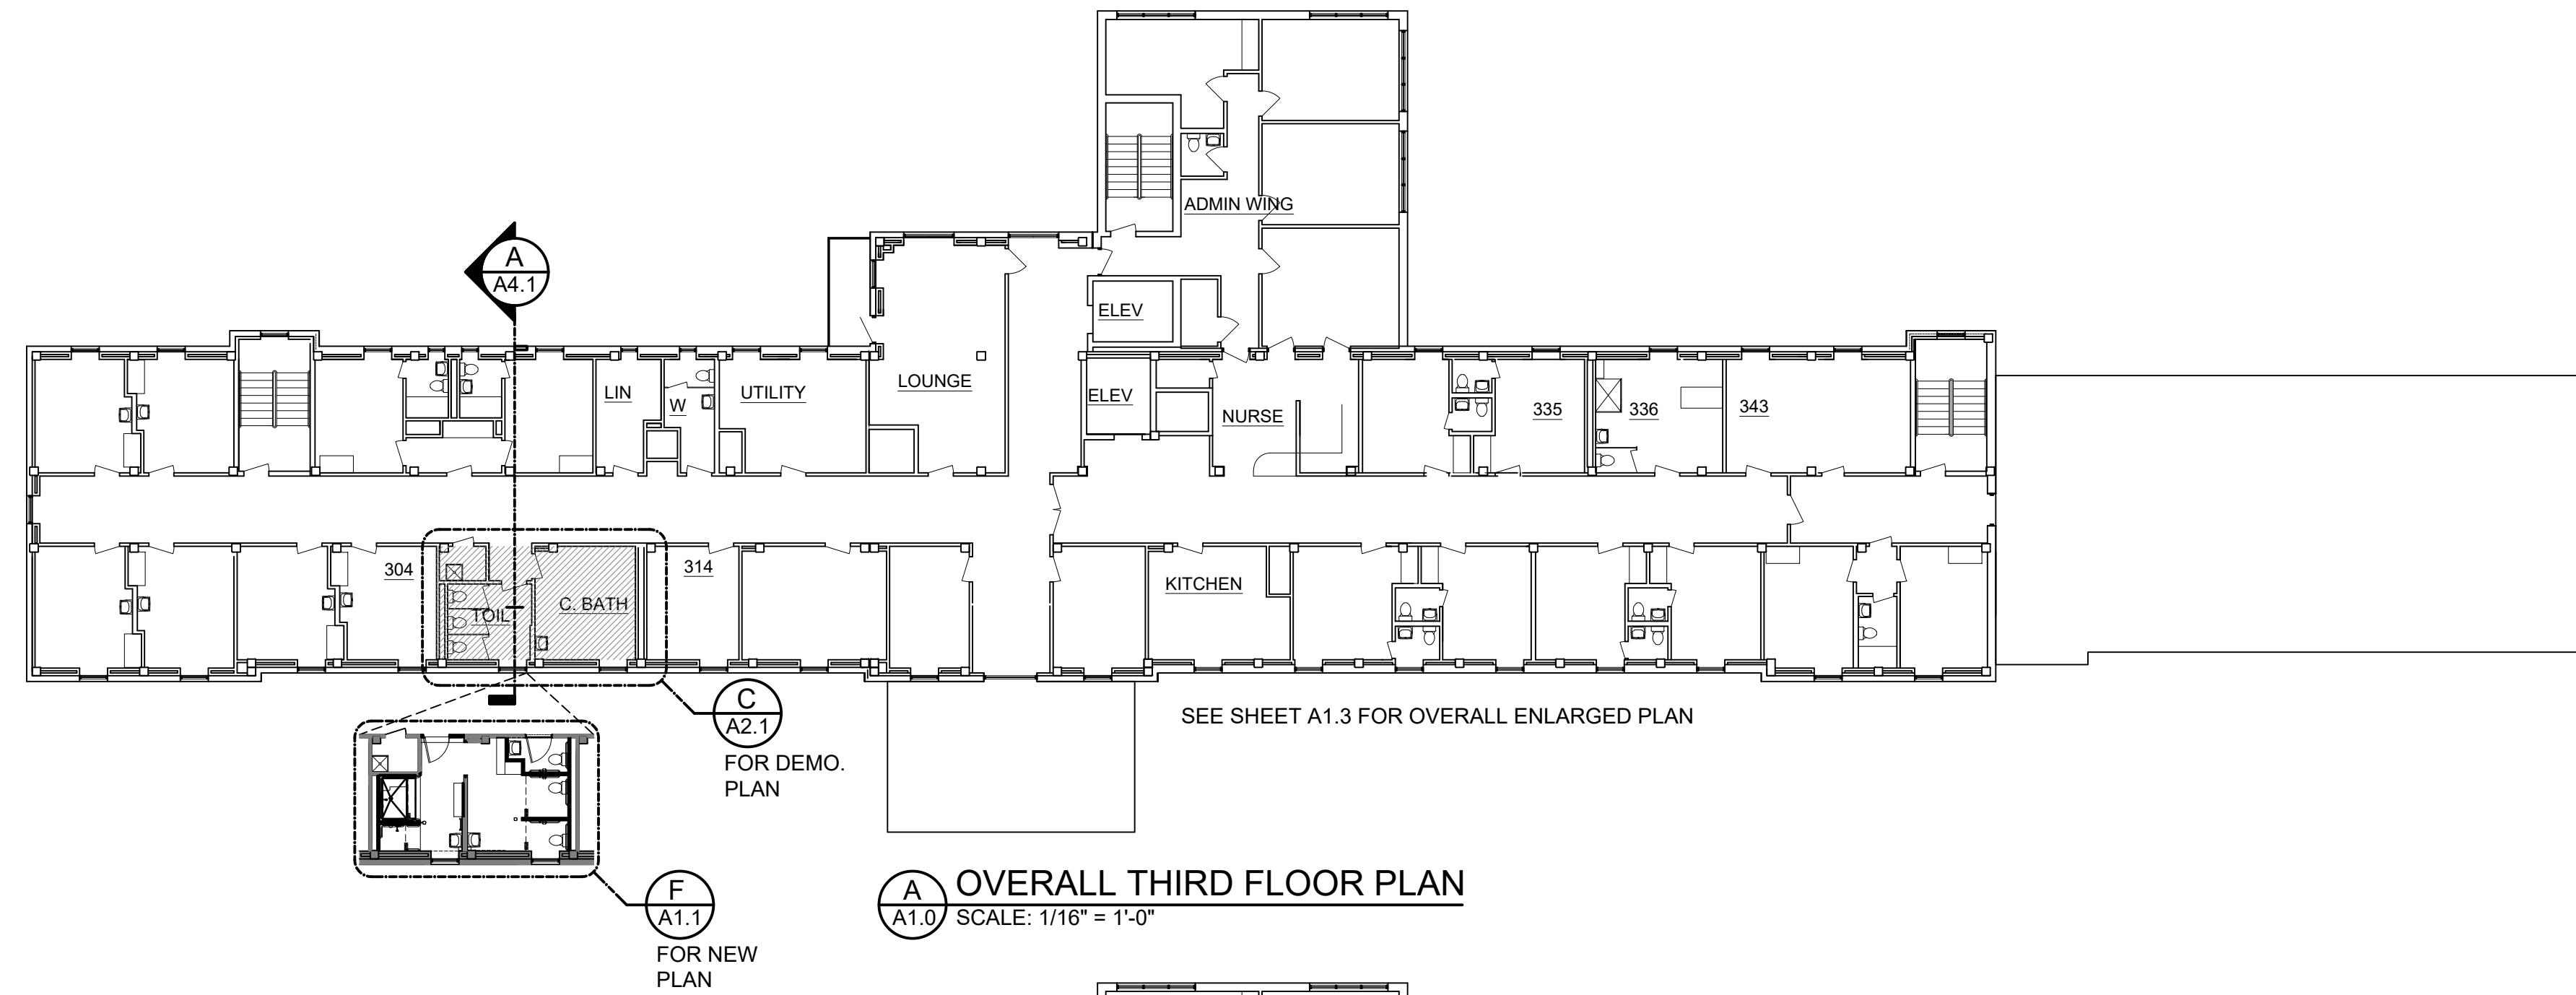 ADMIN WING
A
A4.1
ELEV
LIN
W
UTILITY
LOUNGE
ELEV
NURSE
335
336
343
304
TOIL
C. BATH
314
KITCHEN
C
A2.1
FOR DEMO.
PLAN
SEE SHEET A1.3 FOR OVERALL ENLARGED PLAN
F
A1.1
FOR NEW
PLAN
A
A1.0
OVERALL THIRD FLOOR PLAN
SCALE: 1/16" = 1'-0"